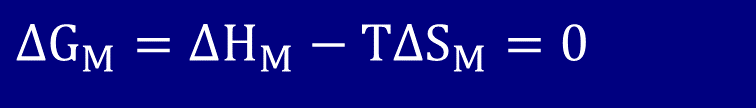 ΔG_M = ΔH_M − TΔS_M = 0